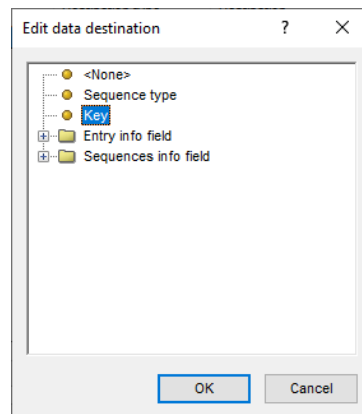 Edit data destination ?
<None>
Sequence type
Key
Entry info field
Sequences info field
OK Cancel